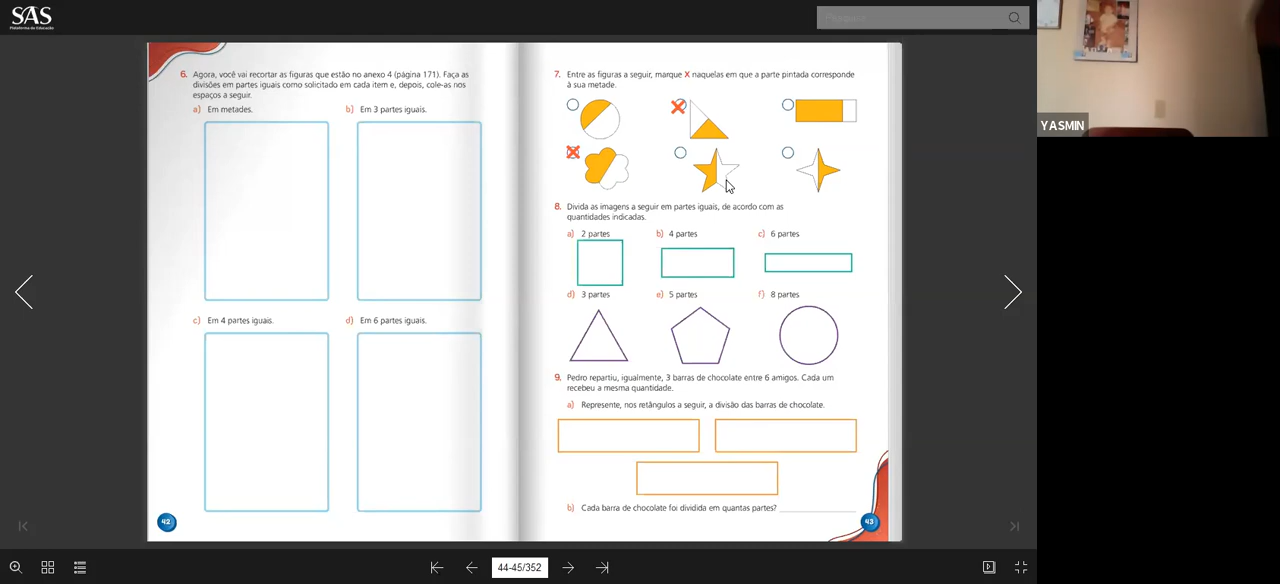 SAS
Plataforma de Educação
Pesquisa
YASMIN
6. Agora, você vai recortar as figuras que estão no anexo 4 (página 171). Faça as
divisões em partes iguais como solicitado em cada item e, depois, cole-as nos
espaços a seguir.
a) Em metades.
b) Em 3 partes iguais.
c) Em 4 partes iguais.
d) Em 6 partes iguais.
42
7. Entre as figuras a seguir, marque X naquelas em que a parte pintada corresponde
à sua metade.
8. Divida as imagens a seguir em partes iguais, de acordo com as
quantidades indicadas.
a) 2 partes
b) 4 partes
c) 6 partes
d) 3 partes
e) 5 partes
f) 8 partes
9. Pedro repartiu, igualmente, 3 barras de chocolate entre 6 amigos. Cada um
recebeu a mesma quantidade.
a) Represente, nos retângulos a seguir, a divisão das barras de chocolate.
b) Cada barra de chocolate foi dividida em quantas partes?
43
44-45/352